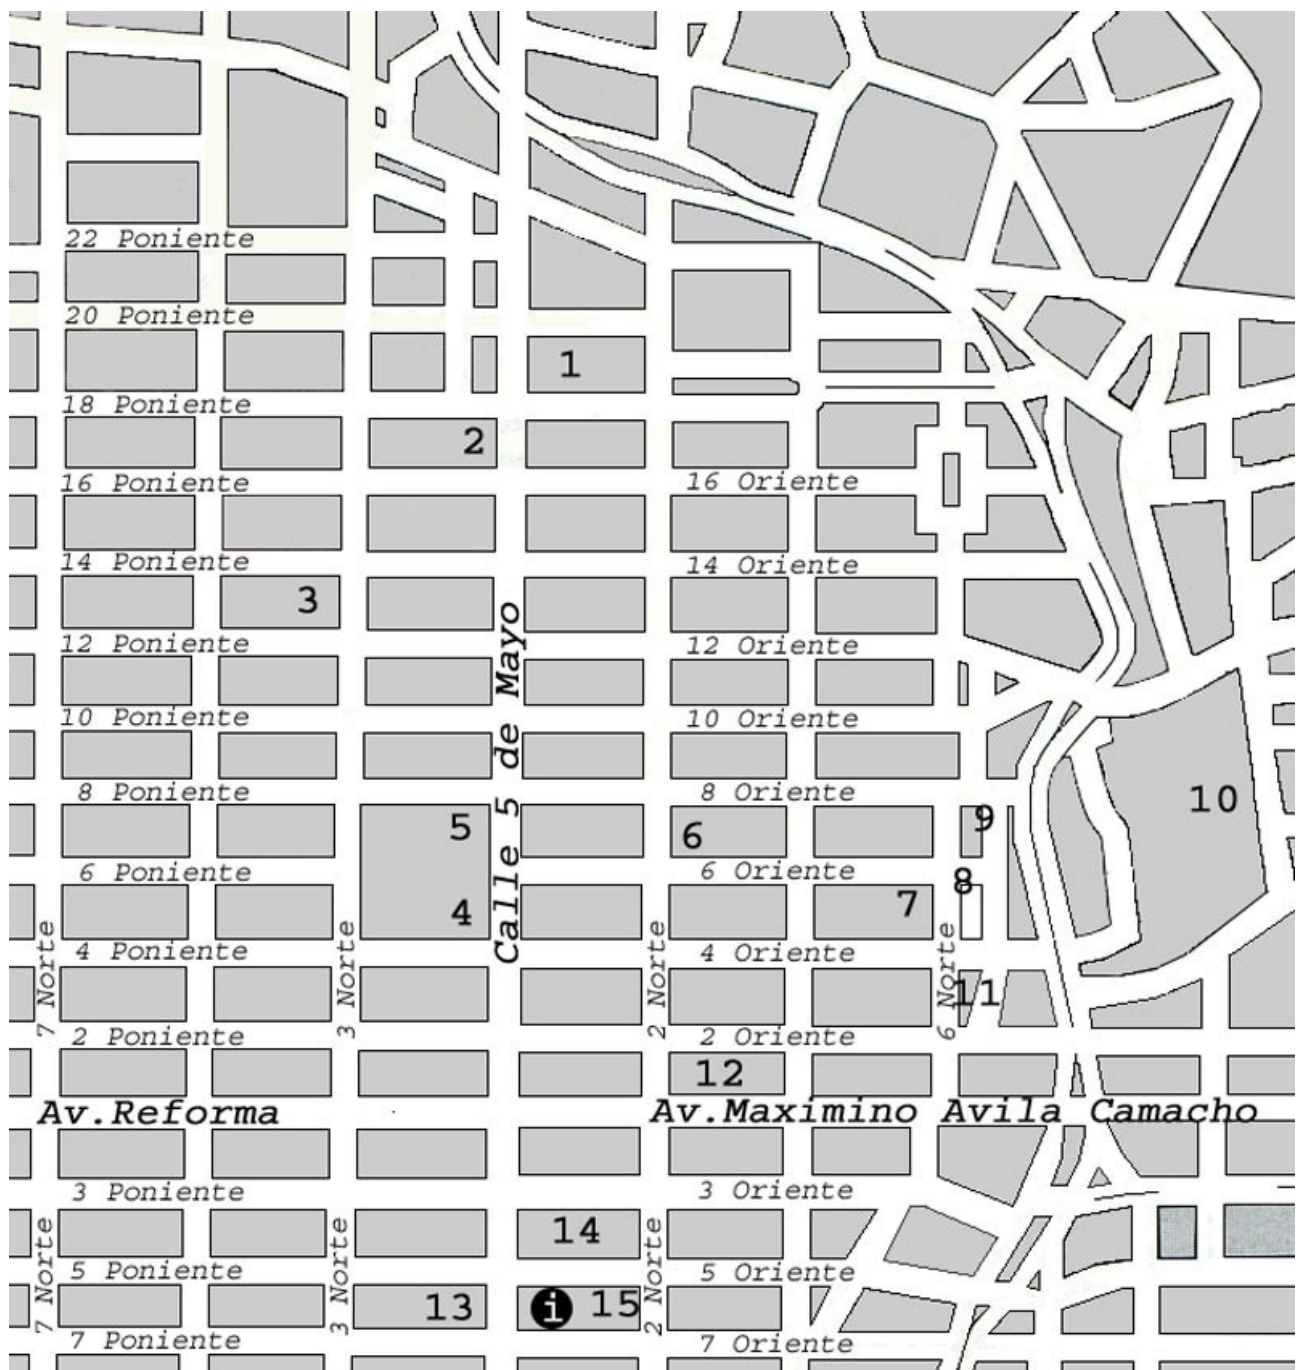 22 Poniente
20 Poniente
1
18 Poniente
2
16 Poniente
16 Oriente
14 Poniente
14 Oriente
3
12 Poniente
12 Oriente
Calle 5 de Mayo
10 Poniente
10 Oriente
8 Poniente
8 Oriente
10
5
6
9
6 Poniente
6 Oriente
8
4
7
7 Norte
3 Norte
2 Norte
6 Norte
4 Poniente
4 Oriente
11
2 Poniente
2 Oriente
12
Av.Reforma
Av.Maximino Avila Camacho
3 Poniente
3 Oriente
14
7 Norte
3 Norte
2 Norte
5 Poniente
5 Oriente
13
i
15
7 Poniente
7 Oriente